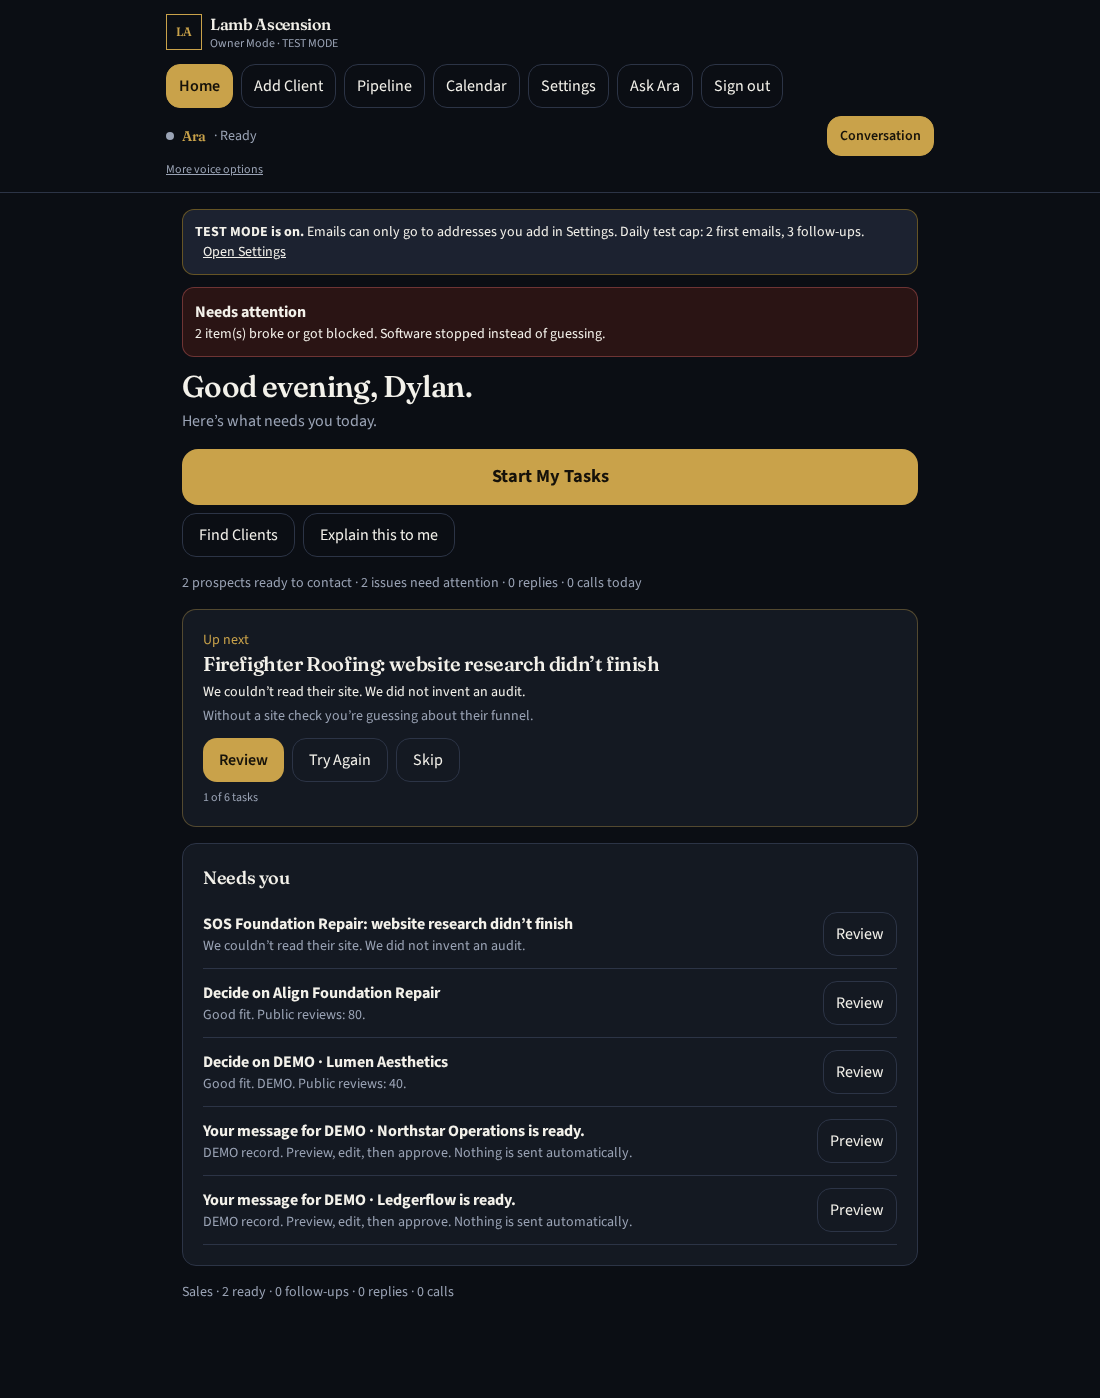 LA
Lamb Ascension
Owner Mode · TEST MODE
Home
Add Client
Pipeline
Calendar
Settings
Ask Ara
Sign out
Ara · Ready
Conversation
More voice options
TEST MODE is on. Emails can only go to addresses you add in Settings. Daily test cap: 2 first emails, 3 follow-ups.
Open Settings
Needs attention
2 item(s) broke or got blocked. Software stopped instead of guessing.
Good evening, Dylan.
Here’s what needs you today.
Start My Tasks
Find Clients
Explain this to me
2 prospects ready to contact · 2 issues need attention · 0 replies · 0 calls today
Up next
Firefighter Roofing: website research didn’t finish
We couldn’t read their site. We did not invent an audit.
Without a site check you’re guessing about their funnel.
Review
Try Again
Skip
1 of 6 tasks
Needs you
SOS Foundation Repair: website research didn’t finish
We couldn’t read their site. We did not invent an audit.
Review
Decide on Align Foundation Repair
Good fit. Public reviews: 80.
Review
Decide on DEMO · Lumen Aesthetics
Good fit. DEMO. Public reviews: 40.
Review
Your message for DEMO · Northstar Operations is ready.
DEMO record. Preview, edit, then approve. Nothing is sent automatically.
Preview
Your message for DEMO · Ledgerflow is ready.
DEMO record. Preview, edit, then approve. Nothing is sent automatically.
Preview
Sales · 2 ready · 0 follow-ups · 0 replies · 0 calls